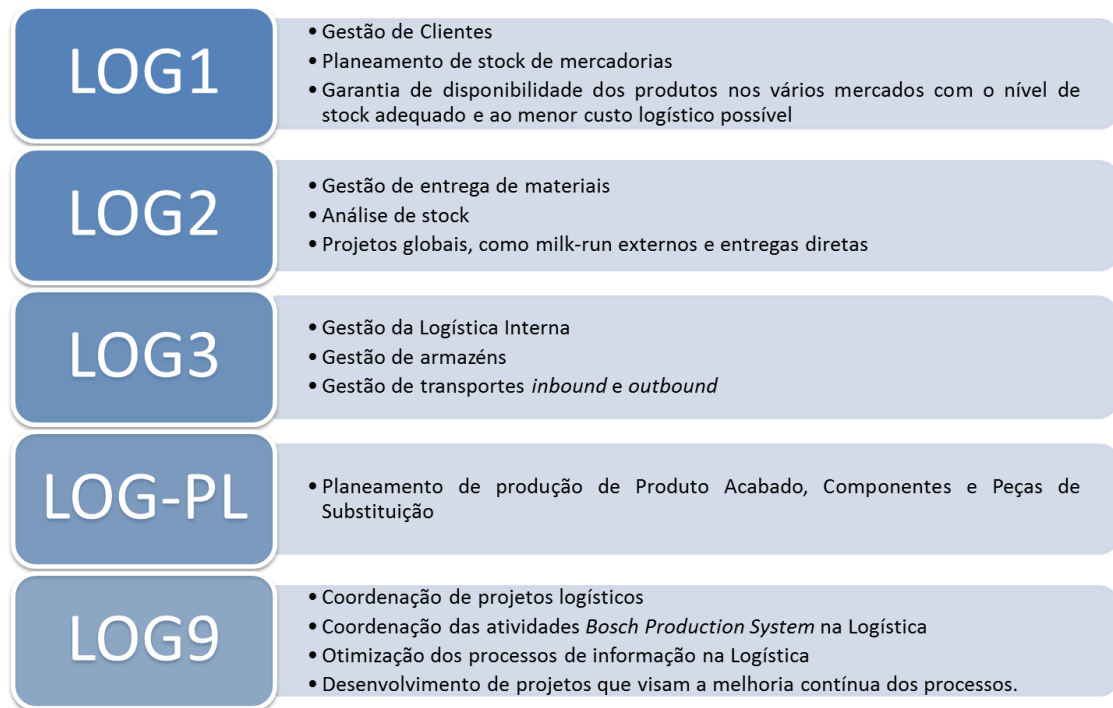 LOG1
• Gestão de Clientes
• Planeamento de stock de mercadorias
• Garantia de disponibilidade dos produtos nos vários mercados com o nível de
stock adequado e ao menor custo logístico possível
LOG2
• Gestão de entrega de materiais
• Análise de stock
• Projetos globais, como milk-run externos e entregas diretas
LOG3
• Gestão da Logística Interna
• Gestão de armazéns
• Gestão de transportes inbound e outbound
LOG-PL
• Planeamento de produção de Produto Acabado, Componentes e Peças de
Substituição
LOG9
• Coordenação de projetos logísticos
• Coordenação das atividades Bosch Production System na Logística
• Otimização dos processos de informação na Logística
• Desenvolvimento de projetos que visam a melhoria contínua dos processos.